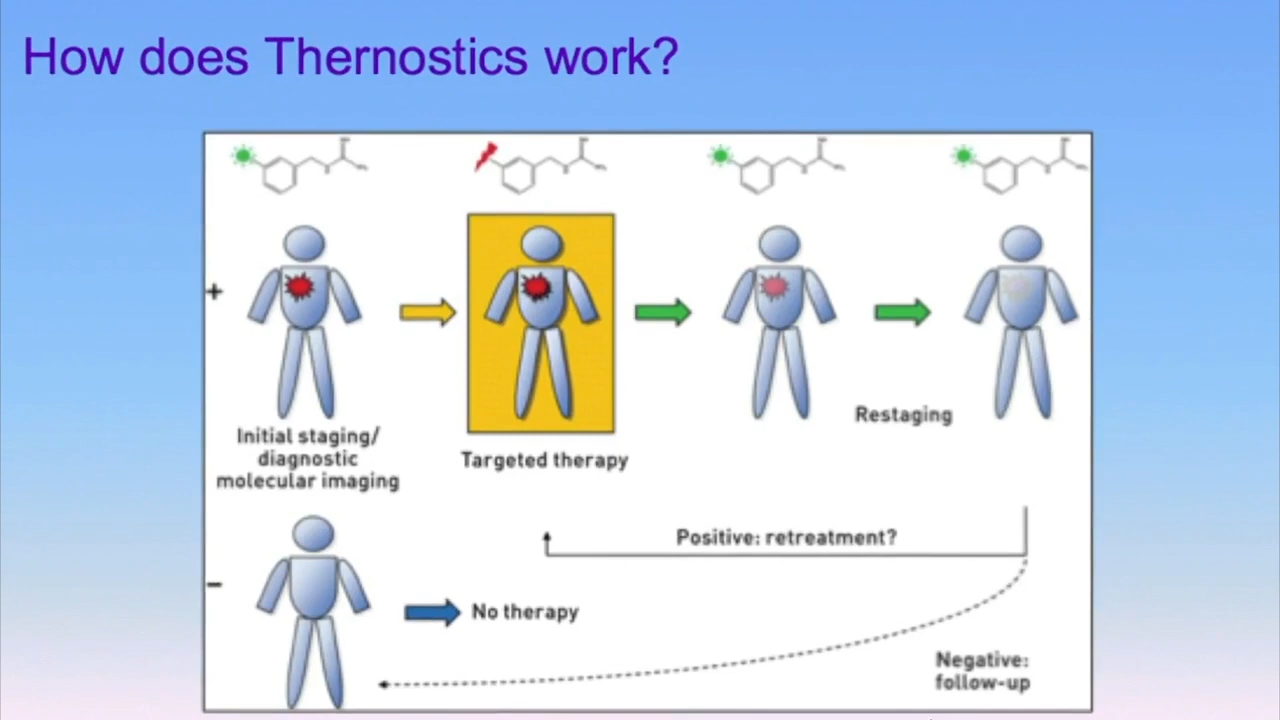 How does Thernostics work?
+
Initial staging/
diagnostic
molecular imaging
Targeted therapy
Restaging
Positive: retreatment?
–
No therapy
Negative:
follow-up